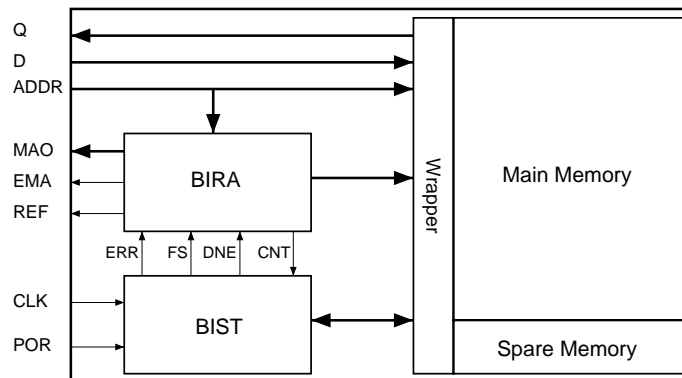 Q
D
ADDR
MAO
EMA
REF
BIRA
Wrapper
Main Memory
ERR FS DNE CNT
CLK
POR
BIST
Spare Memory